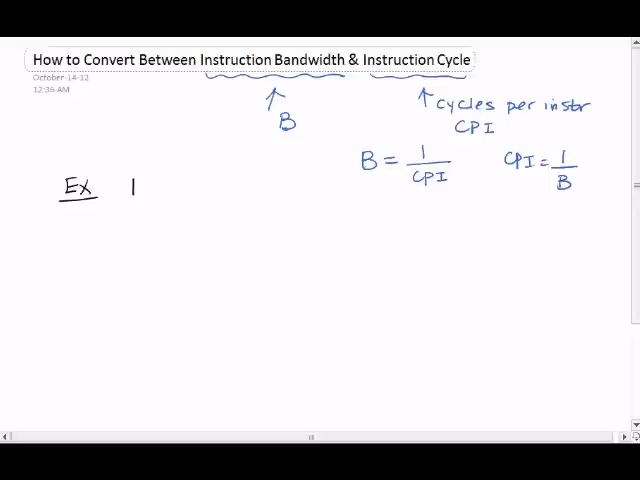 How to Convert Between Instruction Bandwidth & Instruction Cycle
October-14-12
12:36 AM
B
cycles per instr
CPI
B = 1/CPI CPI = 1/B
Ex 1